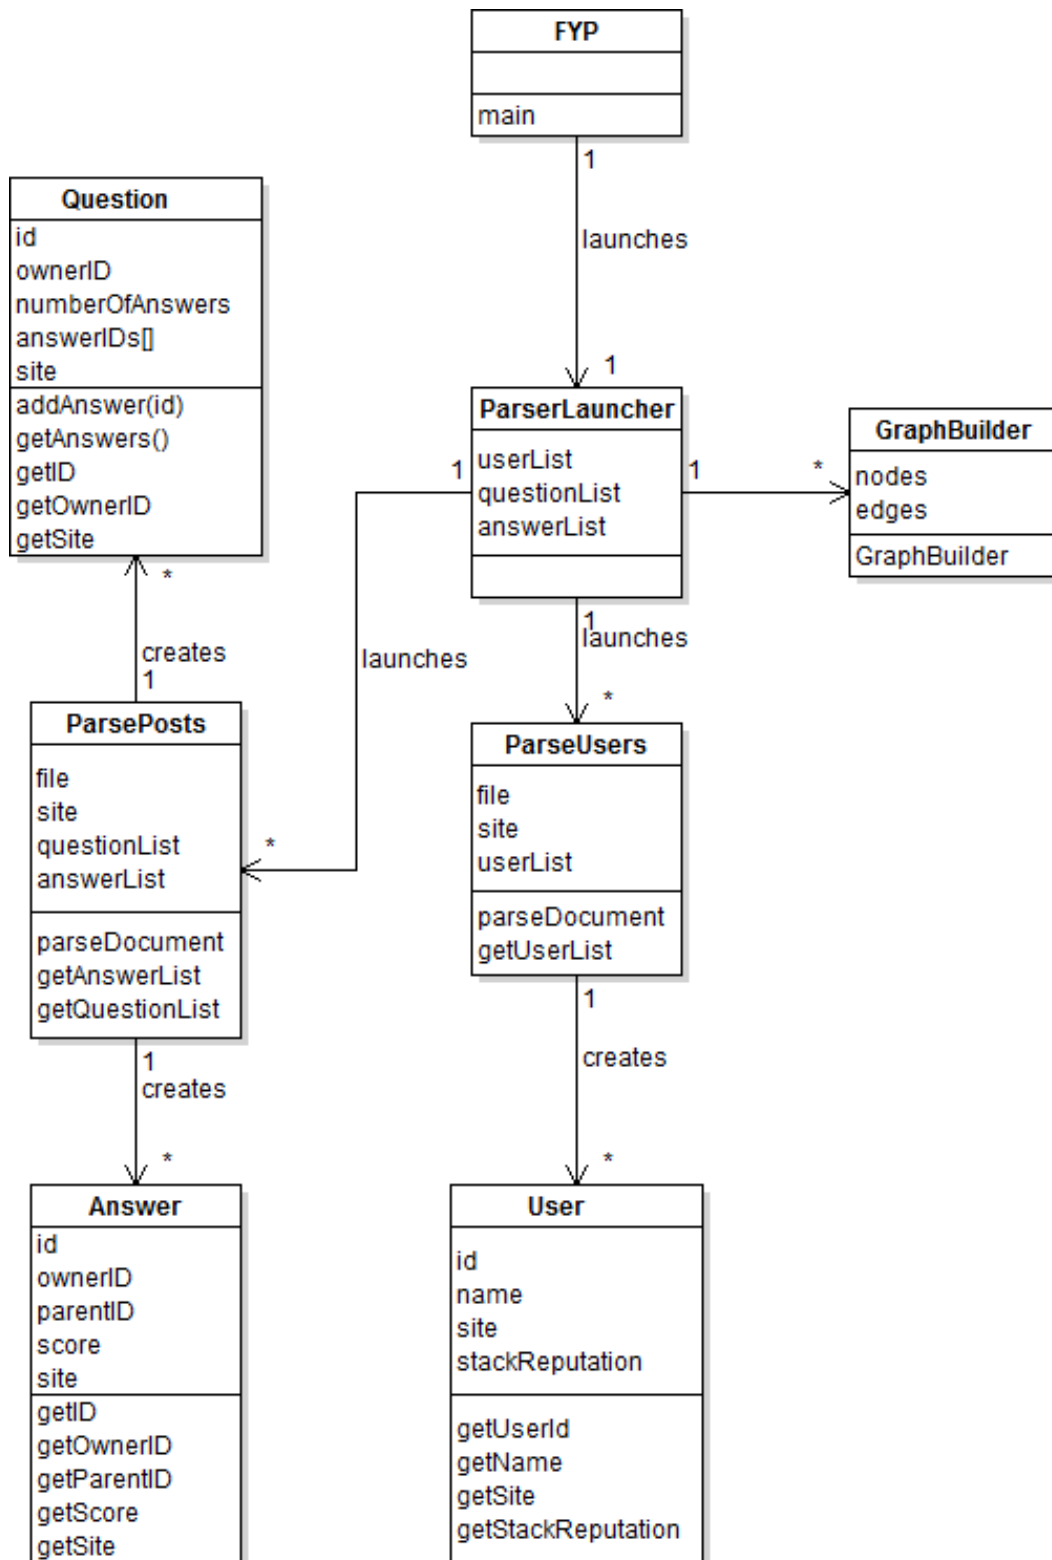 FYP
main
1
launches
1
Question
id
ownerID
numberOfAnswers
answerIDs[]
site
addAnswer(id)
getAnswers()
getID
getOwnerID
getSite
ParserLauncher
userList
questionList
answerList
1
1
*
GraphBuilder
nodes
edges
GraphBuilder
*
creates
1
launches
*
1
launches
*
ParsePosts
file
site
questionList
answerList
parseDocument
getAnswerList
getQuestionList
ParseUsers
file
site
userList
parseDocument
getUserList
1
creates
*
1
creates
*
Answer
id
ownerID
parentID
score
site
getID
getOwnerID
getParentID
getScore
getSite
User
id
name
site
stackReputation
getUserId
getName
getSite
getStackReputation